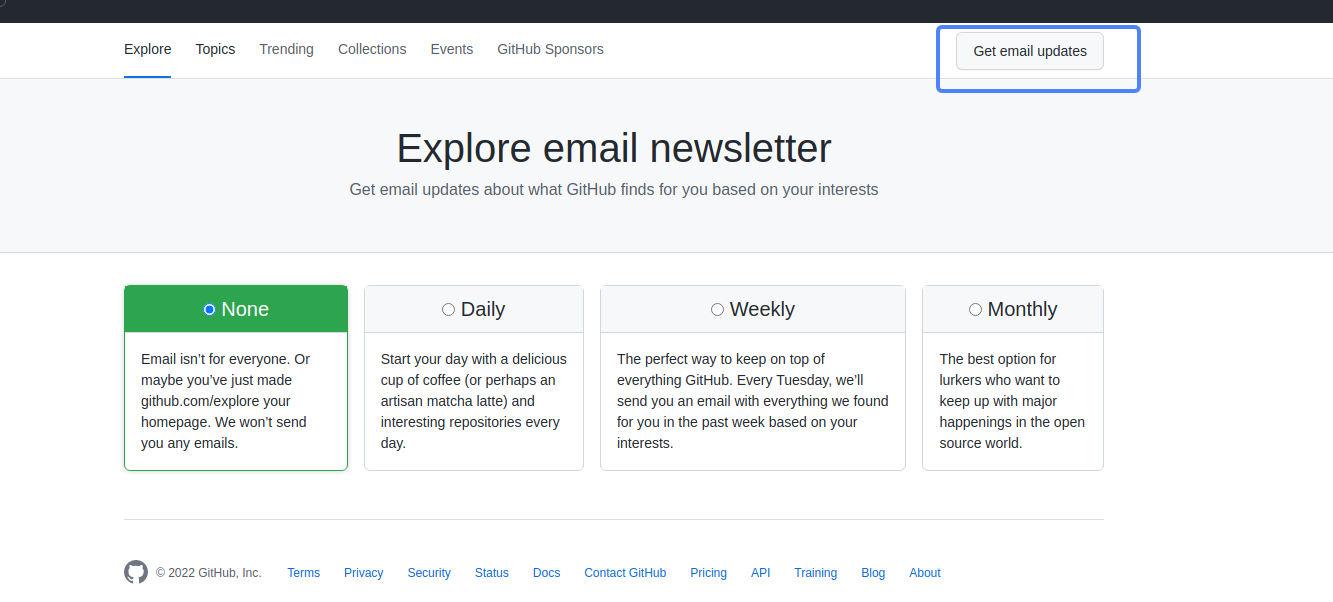 Explore Topics Trending Collections Events GitHub Sponsors Get email updates
Explore email newsletter
Get email updates about what GitHub finds for you based on your interests
None
Email isn’t for everyone. Or
maybe you’ve just made
github.com/explore your
homepage. We won’t send
you any emails.
Daily
Start your day with a delicious
cup of coffee (or perhaps an
artisan matcha latte) and
interesting repositories every
day.
Weekly
The perfect way to keep on top of
everything GitHub. Every Tuesday, we’ll
send you an email with everything we found
for you in the past week based on your
interests.
Monthly
The best option for
lurkers who want to
keep up with major
happenings in the open
source world.
© 2022 GitHub, Inc. Terms Privacy Security Status Docs Contact GitHub Pricing API Training Blog About